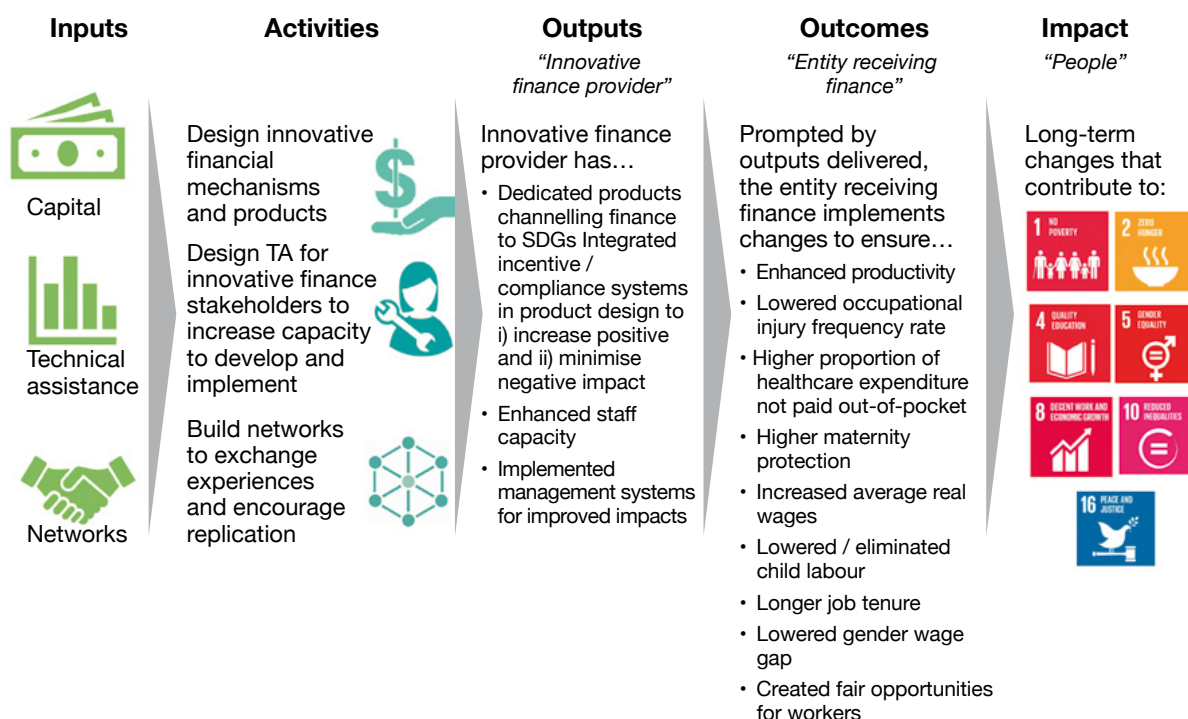 Inputs
Capital
Technical
assistance
Networks
Activities
Design innovative
financial
mechanisms
and products
Design TA for
innovative finance
stakeholders to
increase capacity
to develop and
implement
Build networks
to exchange
experiences
and encourage
replication
Outputs
“Innovative
finance provider”
Innovative finance
provider has…
• Dedicated products
channelling finance
to SDGs Integrated
incentive /
compliance systems
in product design to
i) increase positive
and ii) minimise
negative impact
• Enhanced staff
capacity
• Implemented
management systems
for improved impacts
Outcomes
“Entity receiving
finance”
Prompted by
outputs delivered,
the entity receiving
finance implements
changes to ensure…
• Enhanced productivity
• Lowered occupational
injury frequency rate
• Higher proportion of
healthcare expenditure
not paid out-of-pocket
• Higher maternity
protection
• Increased average real
wages
• Lowered / eliminated
child labour
• Longer job tenure
• Lowered gender wage
gap
• Created fair opportunities
for workers
Impact
“People”
Long-term
changes that
contribute to:
1 NO
POVERTY
2 ZERO
HUNGER
4 QUALITY
EDUCATION
5 GENDER
EQUALITY
8 DECENT WORK AND
ECONOMIC GROWTH
10 REDUCED
INEQUALITIES
16 PEACE AND
JUSTICE